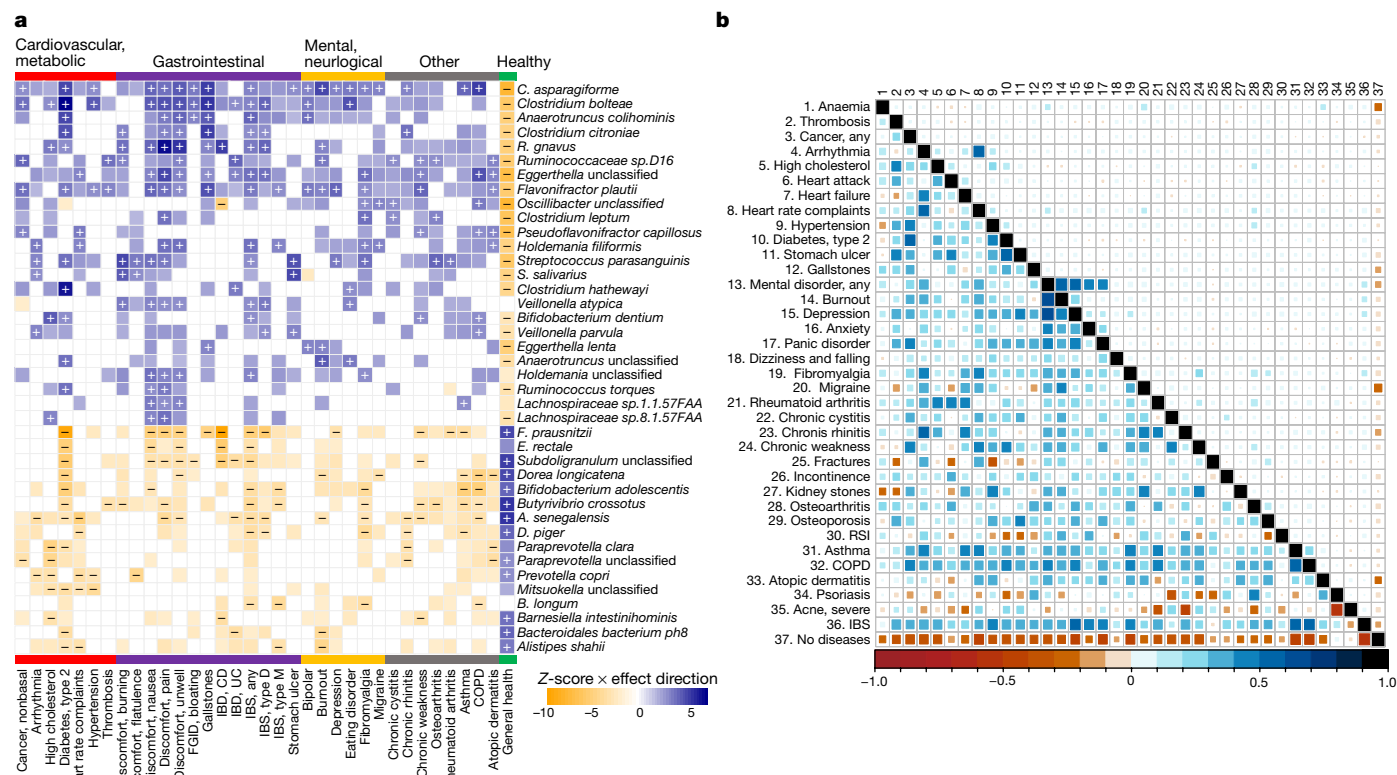 a
Cardiovascular,
metabolic
Gastrointestinal
Mental,
neurlogical
Other
Healthy
C. asparagiforme
Clostridium bolteae
Anaerotruncus colihominis
Clostridium citroniae
R. gnavus
Ruminococcaceae sp.D16
Eggerthella unclassified
Flavonifractor plautii
Oscillibacter unclassified
Clostridium leptum
Pseudoflavonifractor capillosus
Holdemania filiformis
Streptococcus parasanguinis
S. salivarius
Clostridium hathewayi
Veillonella atypica
Bifidobacterium dentium
Veillonella parvula
Eggerthella lenta
Anaerotruncus unclassified
Holdemania unclassified
Ruminococcus torques
Lachnospiraceae sp.1.1.57FAA
Lachnospiraceae sp.8.1.57FAA
F. prausnitzii
E. rectale
Subdoligranulum unclassified
Dorea longicatena
Bifidobacterium adolescentis
Butyrivibrio crossotus
A. senegalensis
D. piger
Paraprevotella clara
Paraprevotella unclassified
Prevotella copri
Mitsuokella unclassified
B. longum
Barnesiella intestinihominis
Bacteroidales bacterium ph8
Alistipes shahii
Cancer, nonbasal
Arrhythmia
High cholesterol
Diabetes, type 2
art rate complaints
Hypertension
Thrombosis
iscomfort, burning
omfort, flatulence
iscomfort, nausea
Discomfort, pain
Discomfort, unwell
FGID, bloating
Gallstones
IBD, CD
IBD, UC
IBS, any
IBS, type D
IBS, type M
Stomach ulcer
Bipolar
Burnout
Depression
Eating disorder
Fibromyalgia
Migraine
Chronic cystitis
Chronic rhinitis
Chronic weakness
Osteoarthritis
neumatoid arthritis
Asthma
COPD
Atopic dermatitis
General health
Z-score × effect direction
−10 −5 0 5
b
1 2 3 4 5 6 7 8 9 10 11 12 13 14 15 16 17 18 19 20 21 22 23 24 25 26 27 28 29 30 31 32 33 34 35 36 37
1. Anaemia
2. Thrombosis
3. Cancer, any
4. Arrhythmia
5. High cholesterol
6. Heart attack
7. Heart failure
8. Heart rate complaints
9. Hypertension
10. Diabetes, type 2
11. Stomach ulcer
12. Gallstones
13. Mental disorder, any
14. Burnout
15. Depression
16. Anxiety
17. Panic disorder
18. Dizziness and falling
19. Fibromyalgia
20. Migraine
21. Rheumatoid arthritis
22. Chronic cystitis
23. Chronis rhinitis
24. Chronic weakness
25. Fractures
26. Incontinence
27. Kidney stones
28. Osteoarthritis
29. Osteoporosis
30. RSI
31. Asthma
32. COPD
33. Atopic dermatitis
34. Psoriasis
35. Acne, severe
36. IBS
37. No diseases
−1.0 −0.5 0 0.5 1.0